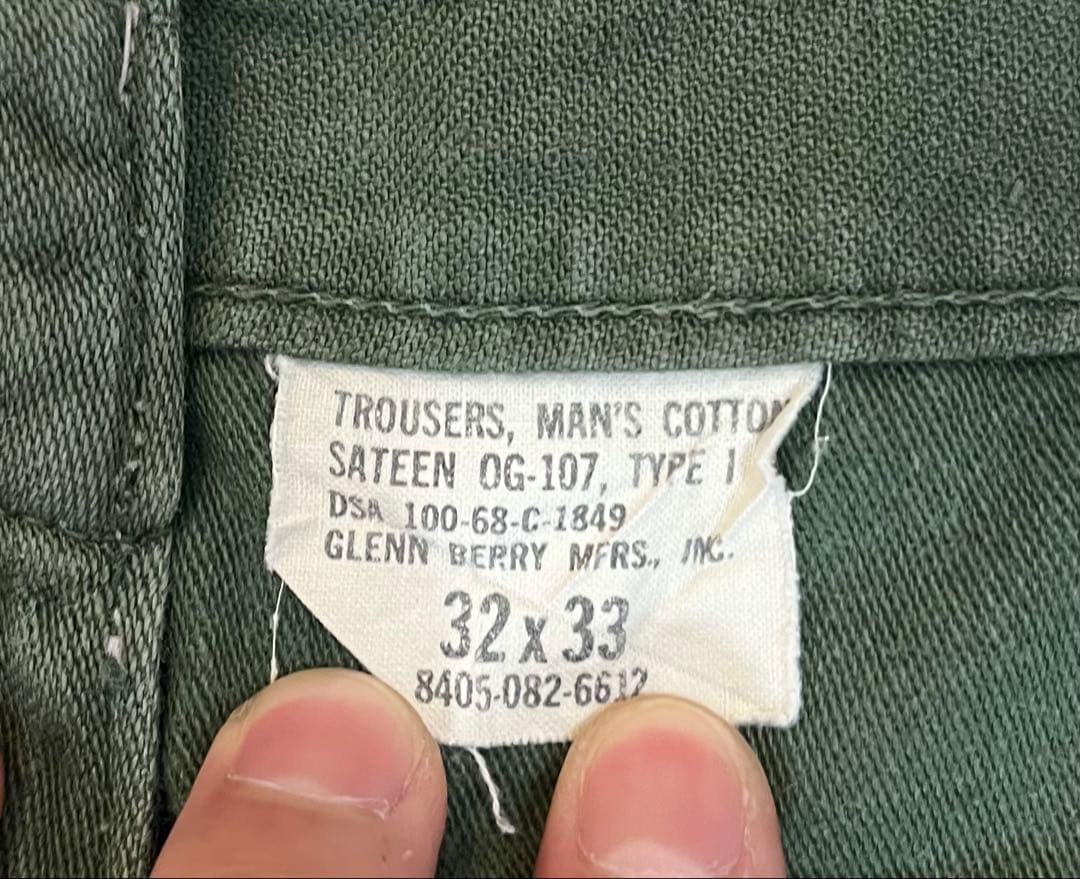 TROUSERS, MAN'S COTTON
SATEEN OG-107, TYPE I
DSA 100-68-C-1849
GLENN BERRY MFRS., INC.
32 x 33
8405-082-6612